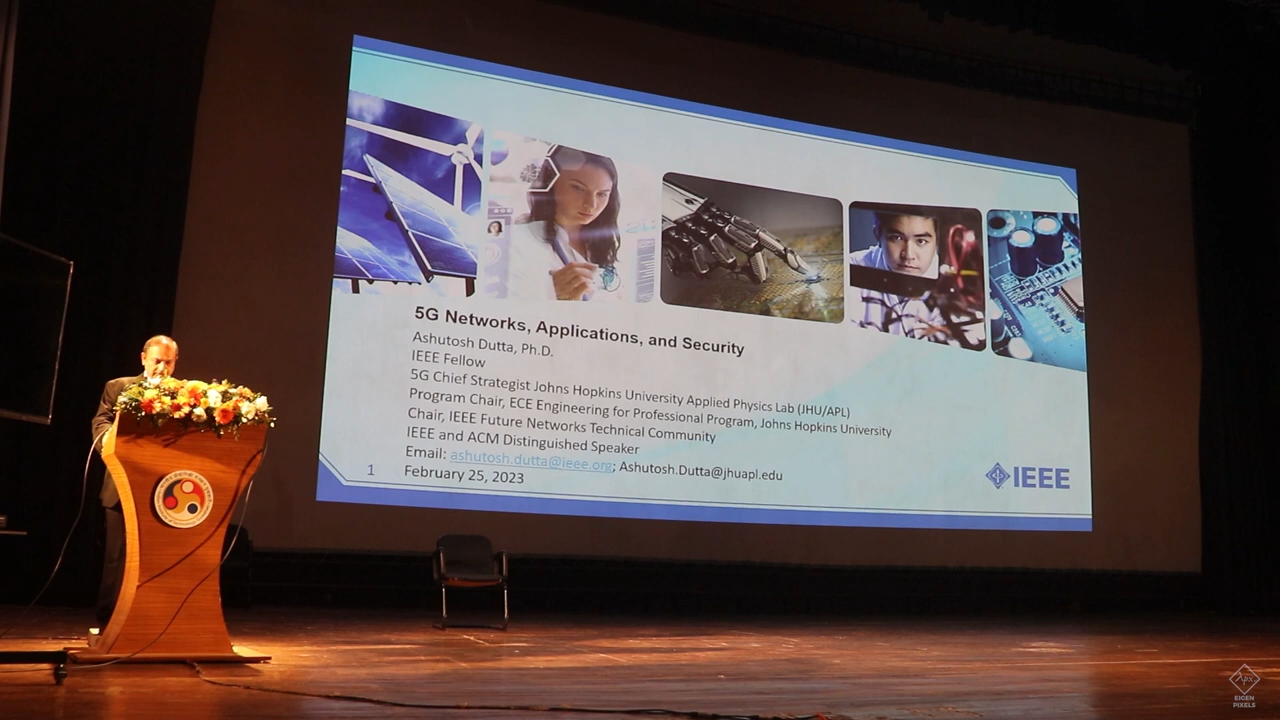 5G Networks, Applications, and Security
Ashutosh Dutta, Ph.D.
IEEE Fellow
5G Chief Strategist Johns Hopkins University Applied Physics Lab (JHU/APL)
Program Chair, ECE Engineering for Professional Program, Johns Hopkins University
Chair, IEEE Future Networks Technical Community
IEEE and ACM Distinguished Speaker
Email: ashutosh.dutta@ieee.org; Ashutosh.Dutta@jhuapl.edu
1 February 25, 2023
IEEE
EIGEN
PIXELS